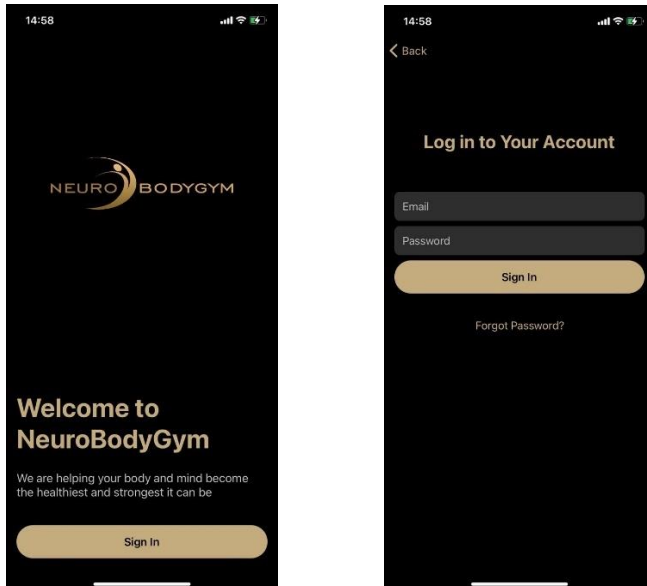 14:58
NEURO BODYGYM
Welcome to
NeuroBodyGym
We are helping your body and mind become
the healthiest and strongest it can be
Sign In
14:58
Back
Log in to Your Account
Email
Password
Sign In
Forgot Password?